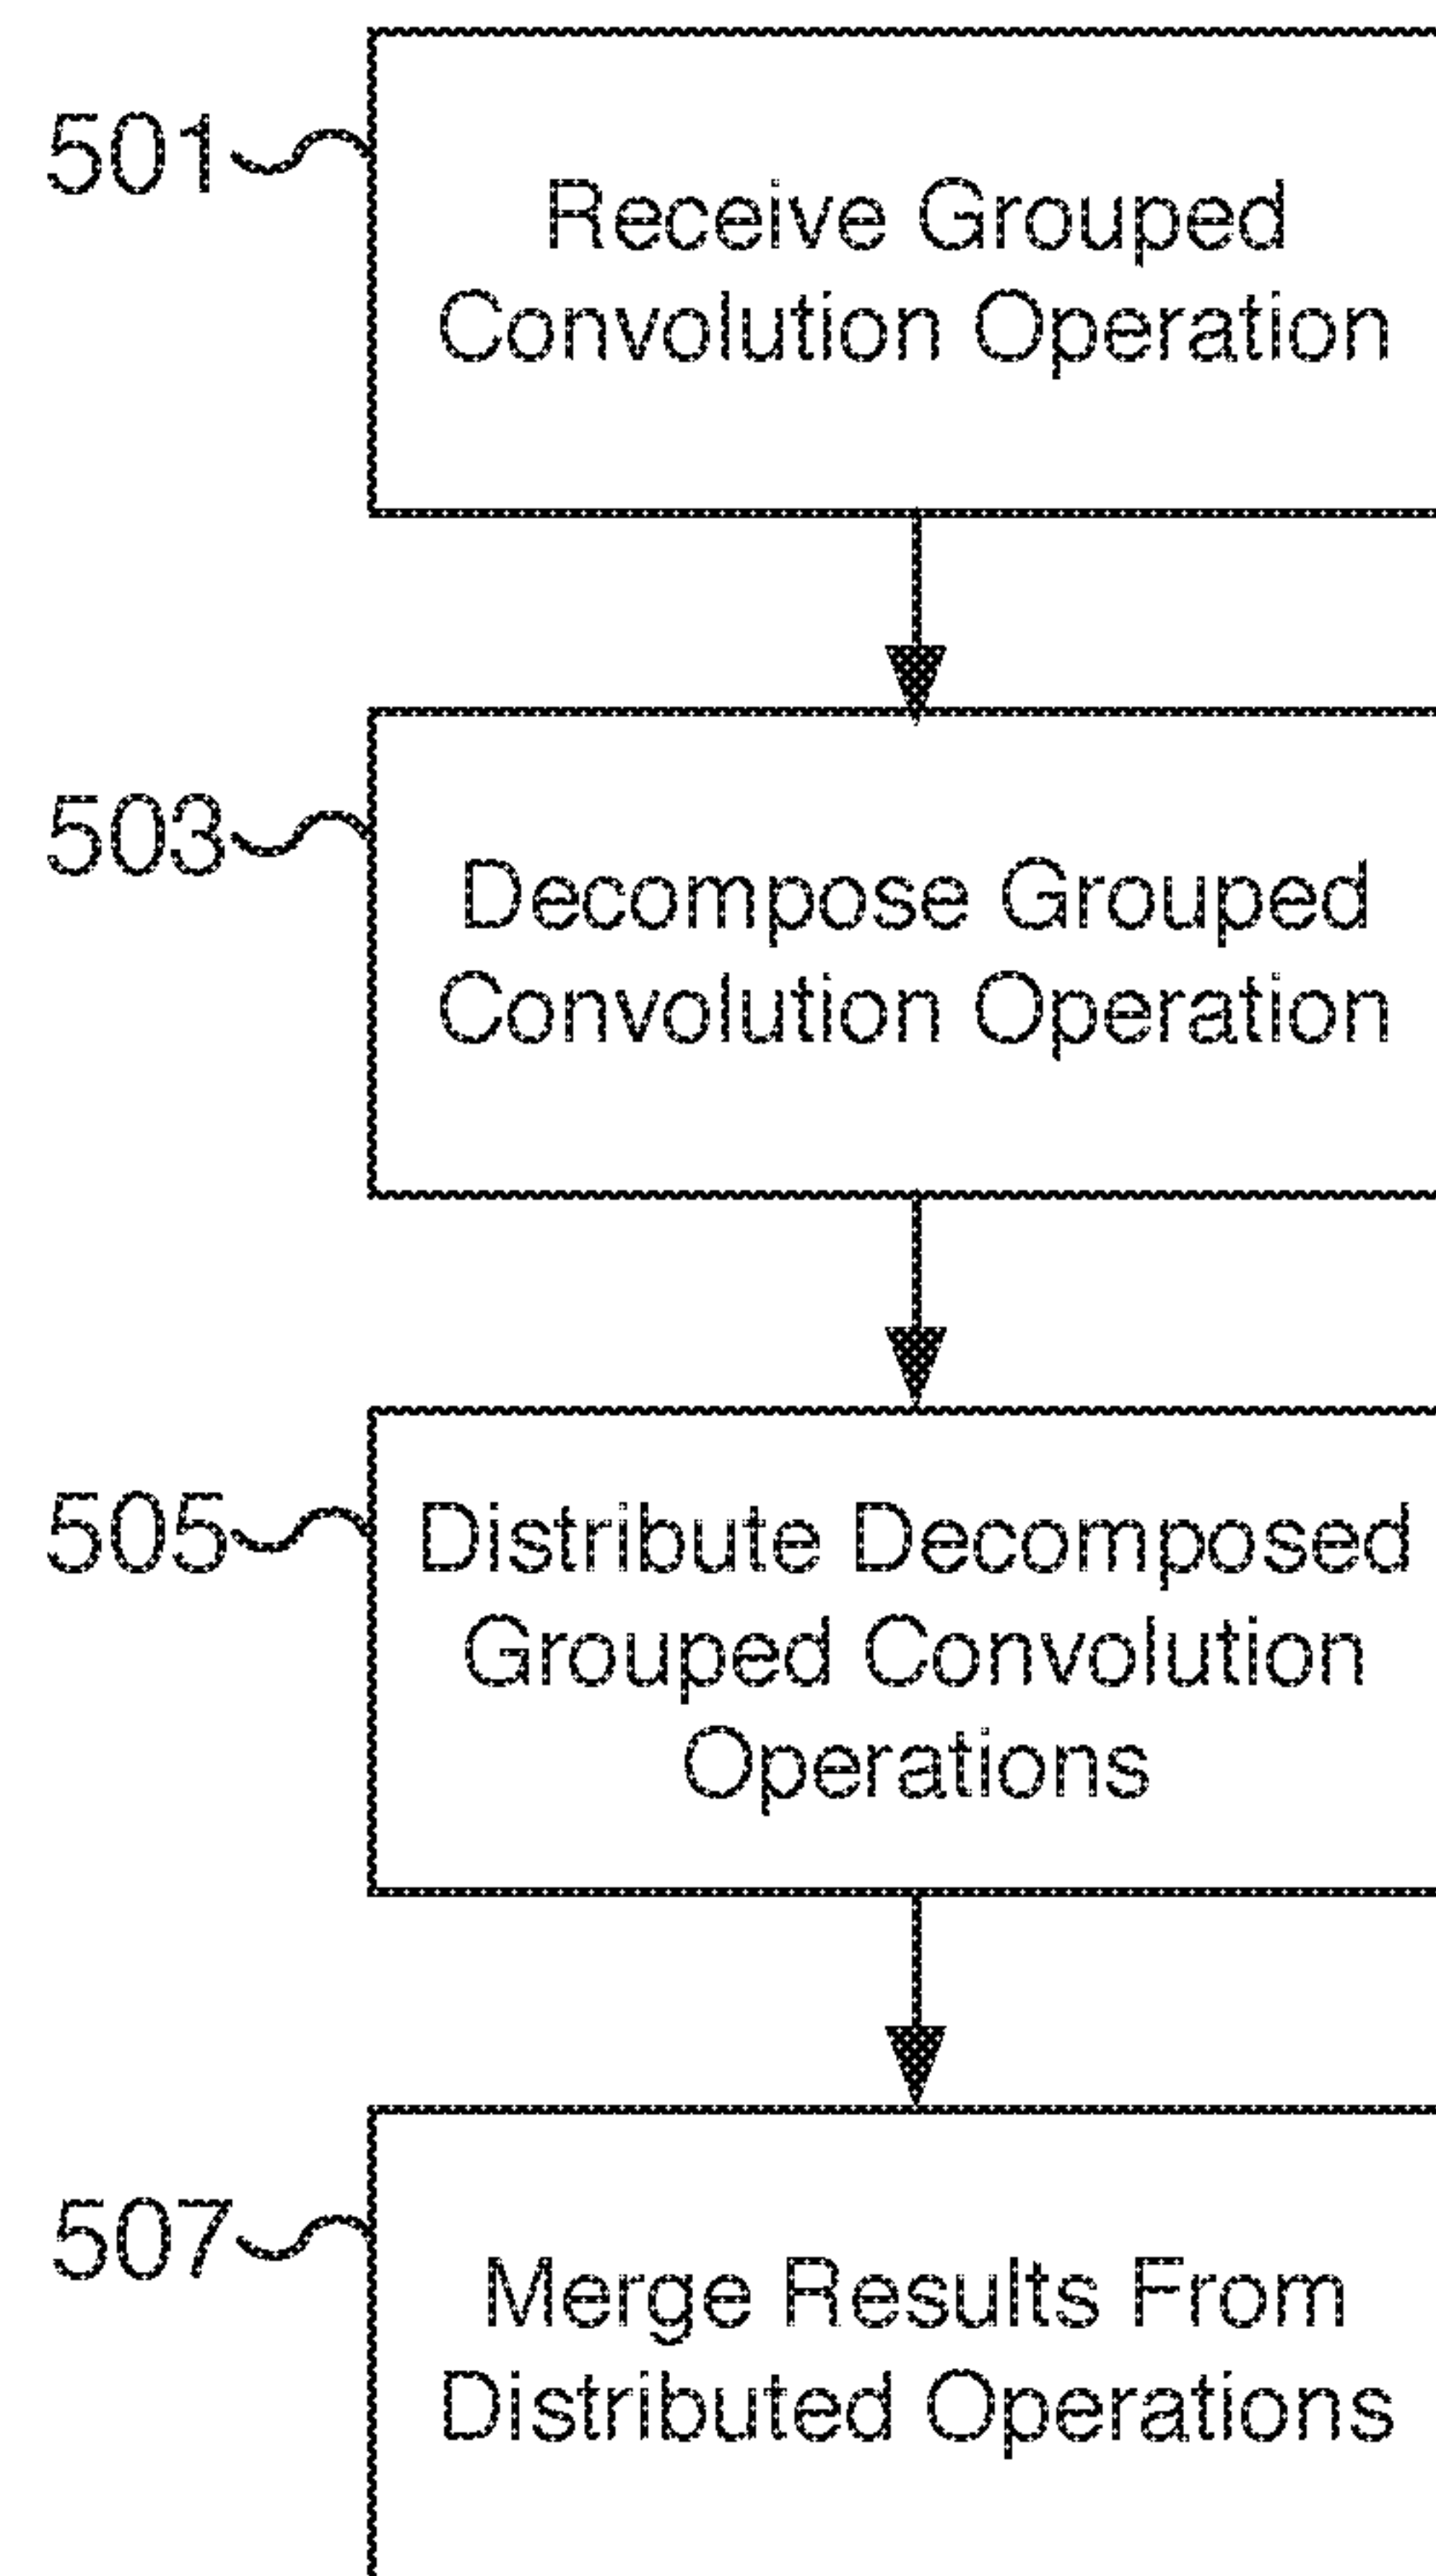 501
Receive Grouped
Convolution Operation
503
Decompose Grouped
Convolution Operation
505
Distribute Decomposed
Grouped Convolution
Operations
507
Merge Results From
Distributed Operations